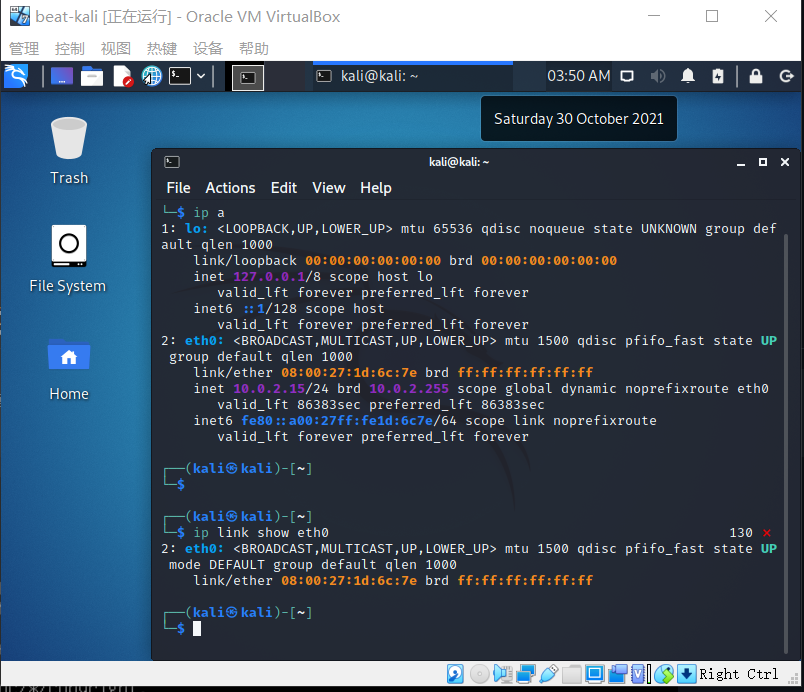 beat-kali [正在运行] - Oracle VM VirtualBox
管理 控制 视图 热键 设备 帮助
kali@kali: ~ 03:50 AM
Saturday 30 October 2021
Trash
File System
Home
kali@kali: ~
File Actions Edit View Help
└─$ ip a
1: lo: <LOOPBACK,UP,LOWER_UP> mtu 65536 qdisc noqueue state UNKNOWN group def
ault qlen 1000
link/loopback 00:00:00:00:00:00 brd 00:00:00:00:00:00
inet 127.0.0.1/8 scope host lo
valid_lft forever preferred_lft forever
inet6 ::1/128 scope host
valid_lft forever preferred_lft forever
2: eth0: <BROADCAST,MULTICAST,UP,LOWER_UP> mtu 1500 qdisc pfifo_fast state UP
group default qlen 1000
link/ether 08:00:27:1d:6c:7e brd ff:ff:ff:ff:ff:ff
inet 10.0.2.15/24 brd 10.0.2.255 scope global dynamic noprefixroute eth0
valid_lft 86383sec preferred_lft 86383sec
inet6 fe80::a00:27ff:fe1d:6c7e/64 scope link noprefixroute
valid_lft forever preferred_lft forever
┌──(kali㉿kali)-[~]
└─$
┌──(kali㉿kali)-[~]
└─$ ip link show eth0 130 ⨯
2: eth0: <BROADCAST,MULTICAST,UP,LOWER_UP> mtu 1500 qdisc pfifo_fast state UP
mode DEFAULT group default qlen 1000
link/ether 08:00:27:1d:6c:7e brd ff:ff:ff:ff:ff:ff
┌──(kali㉿kali)-[~]
└─$
Right Ctrl